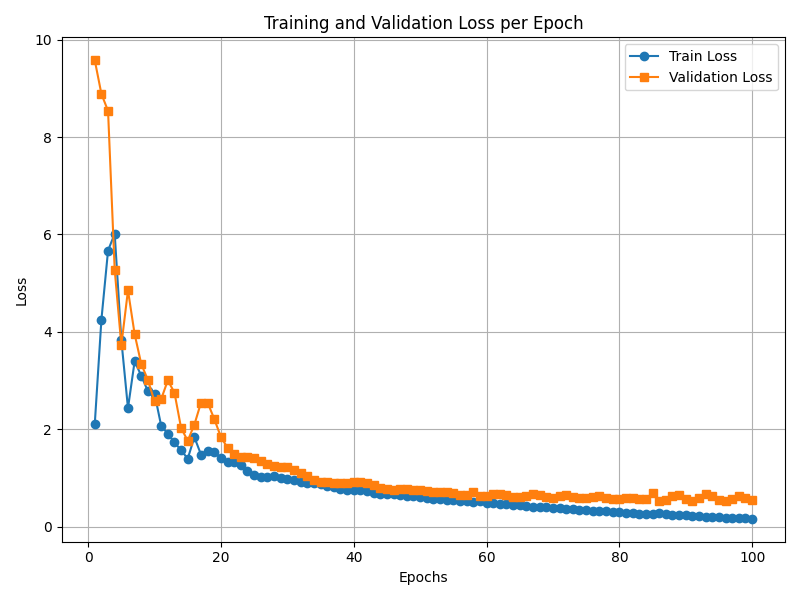 Training and Validation Loss per Epoch
Train Loss
Validation Loss
10
8
6
4
2
0
Loss
0 20 40 60 80 100
Epochs